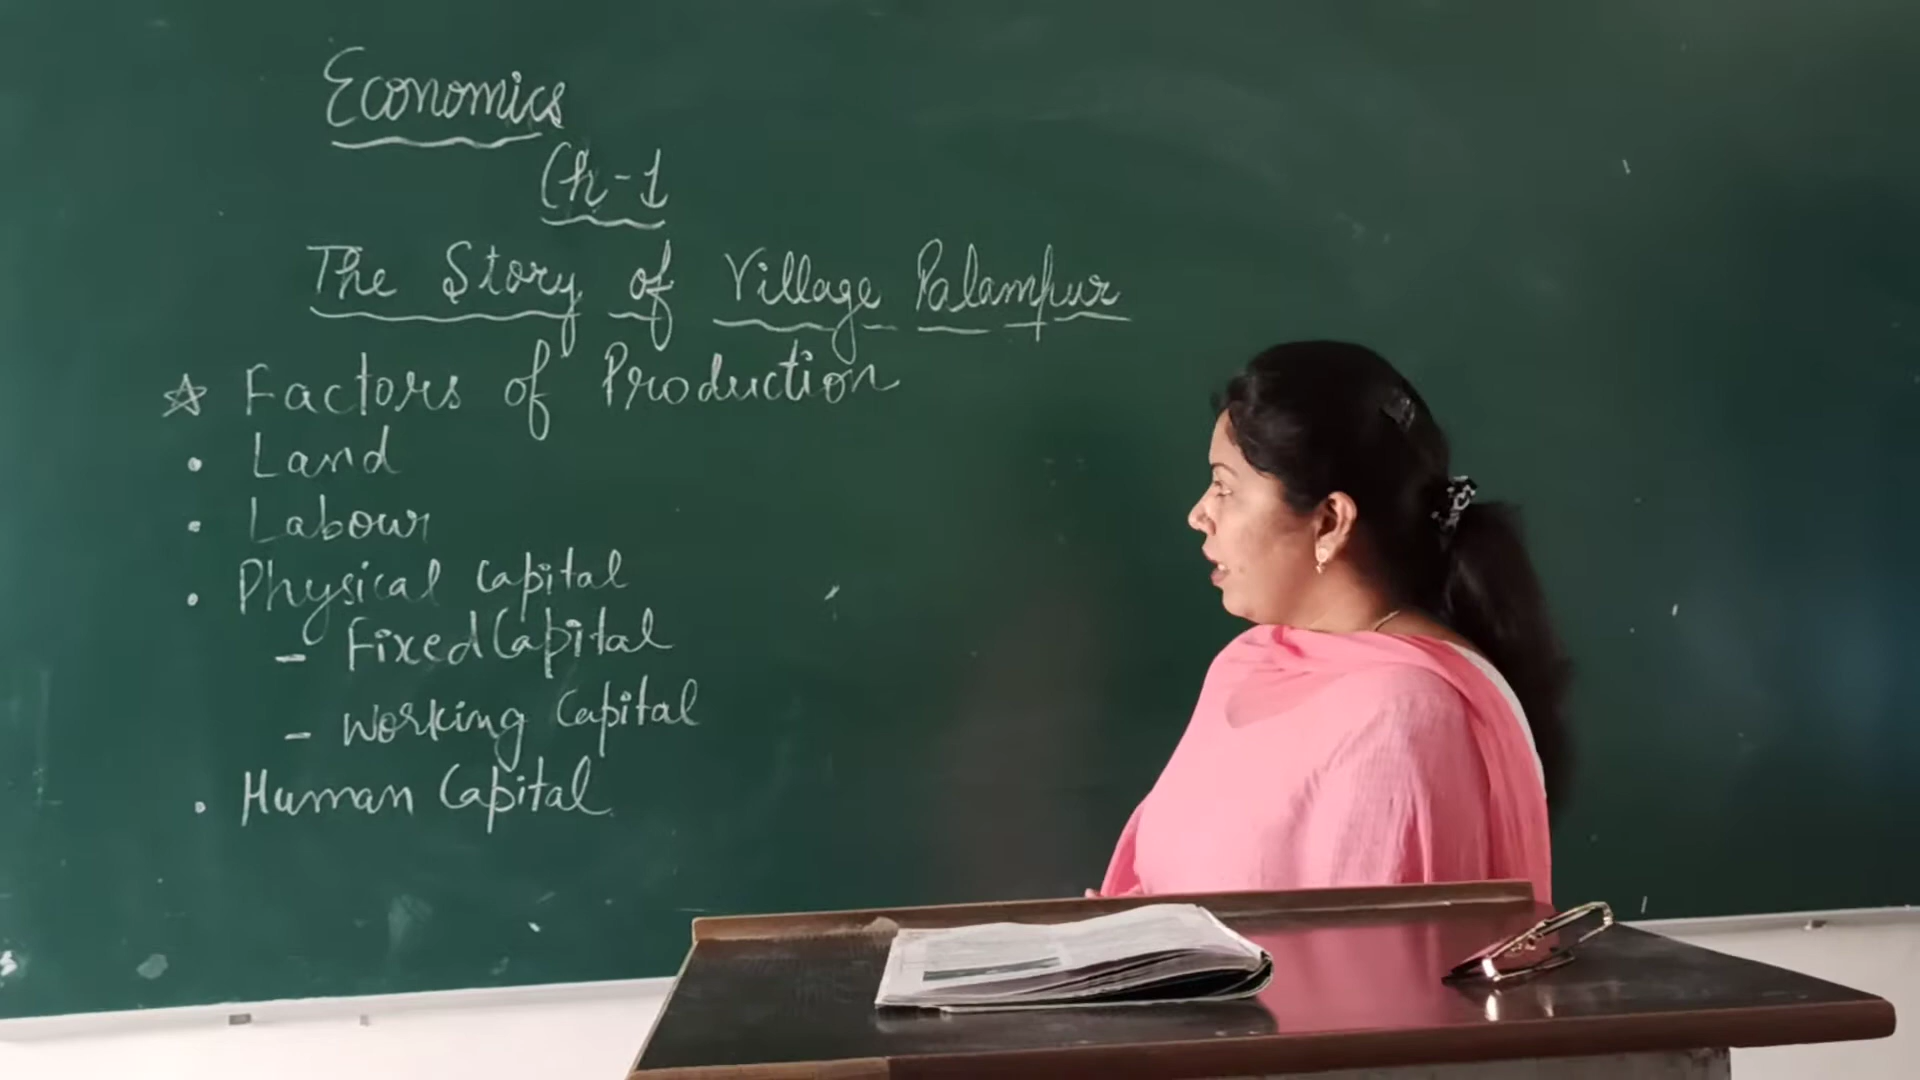 Economics
Ch-1
The Story of Village Palampur
☆ Factors of Production
• Land
• Labour
• Physical Capital
- Fixed Capital
- Working Capital
• Human Capital